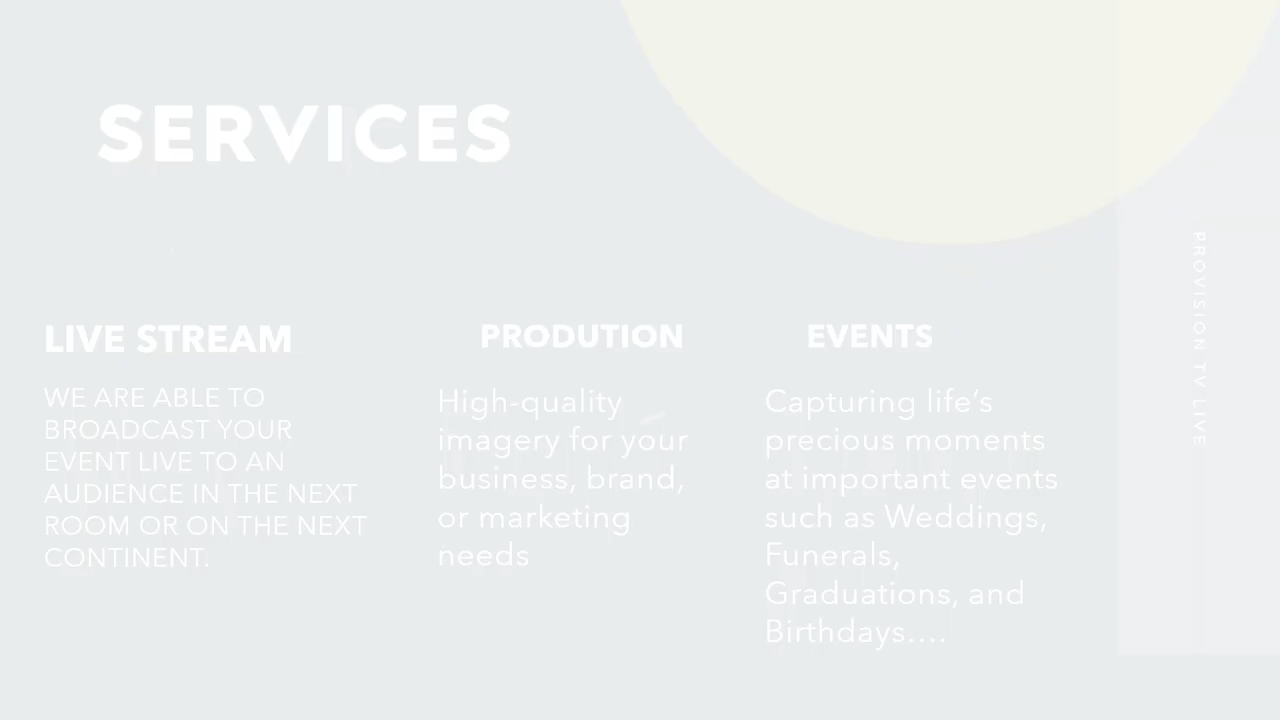 SERVICES
LIVE STREAM
WE ARE ABLE TO
BROADCAST YOUR
EVENT LIVE TO AN
AUDIENCE IN THE NEXT
ROOM OR ON THE NEXT
CONTINENT.
PRODUTION
High-quality
imagery for your
business, brand,
or marketing
needs
EVENTS
Capturing life’s
precious moments
at important events
such as Weddings,
Funerals,
Graduations, and
Birthdays....
PROVISION TV LIVE